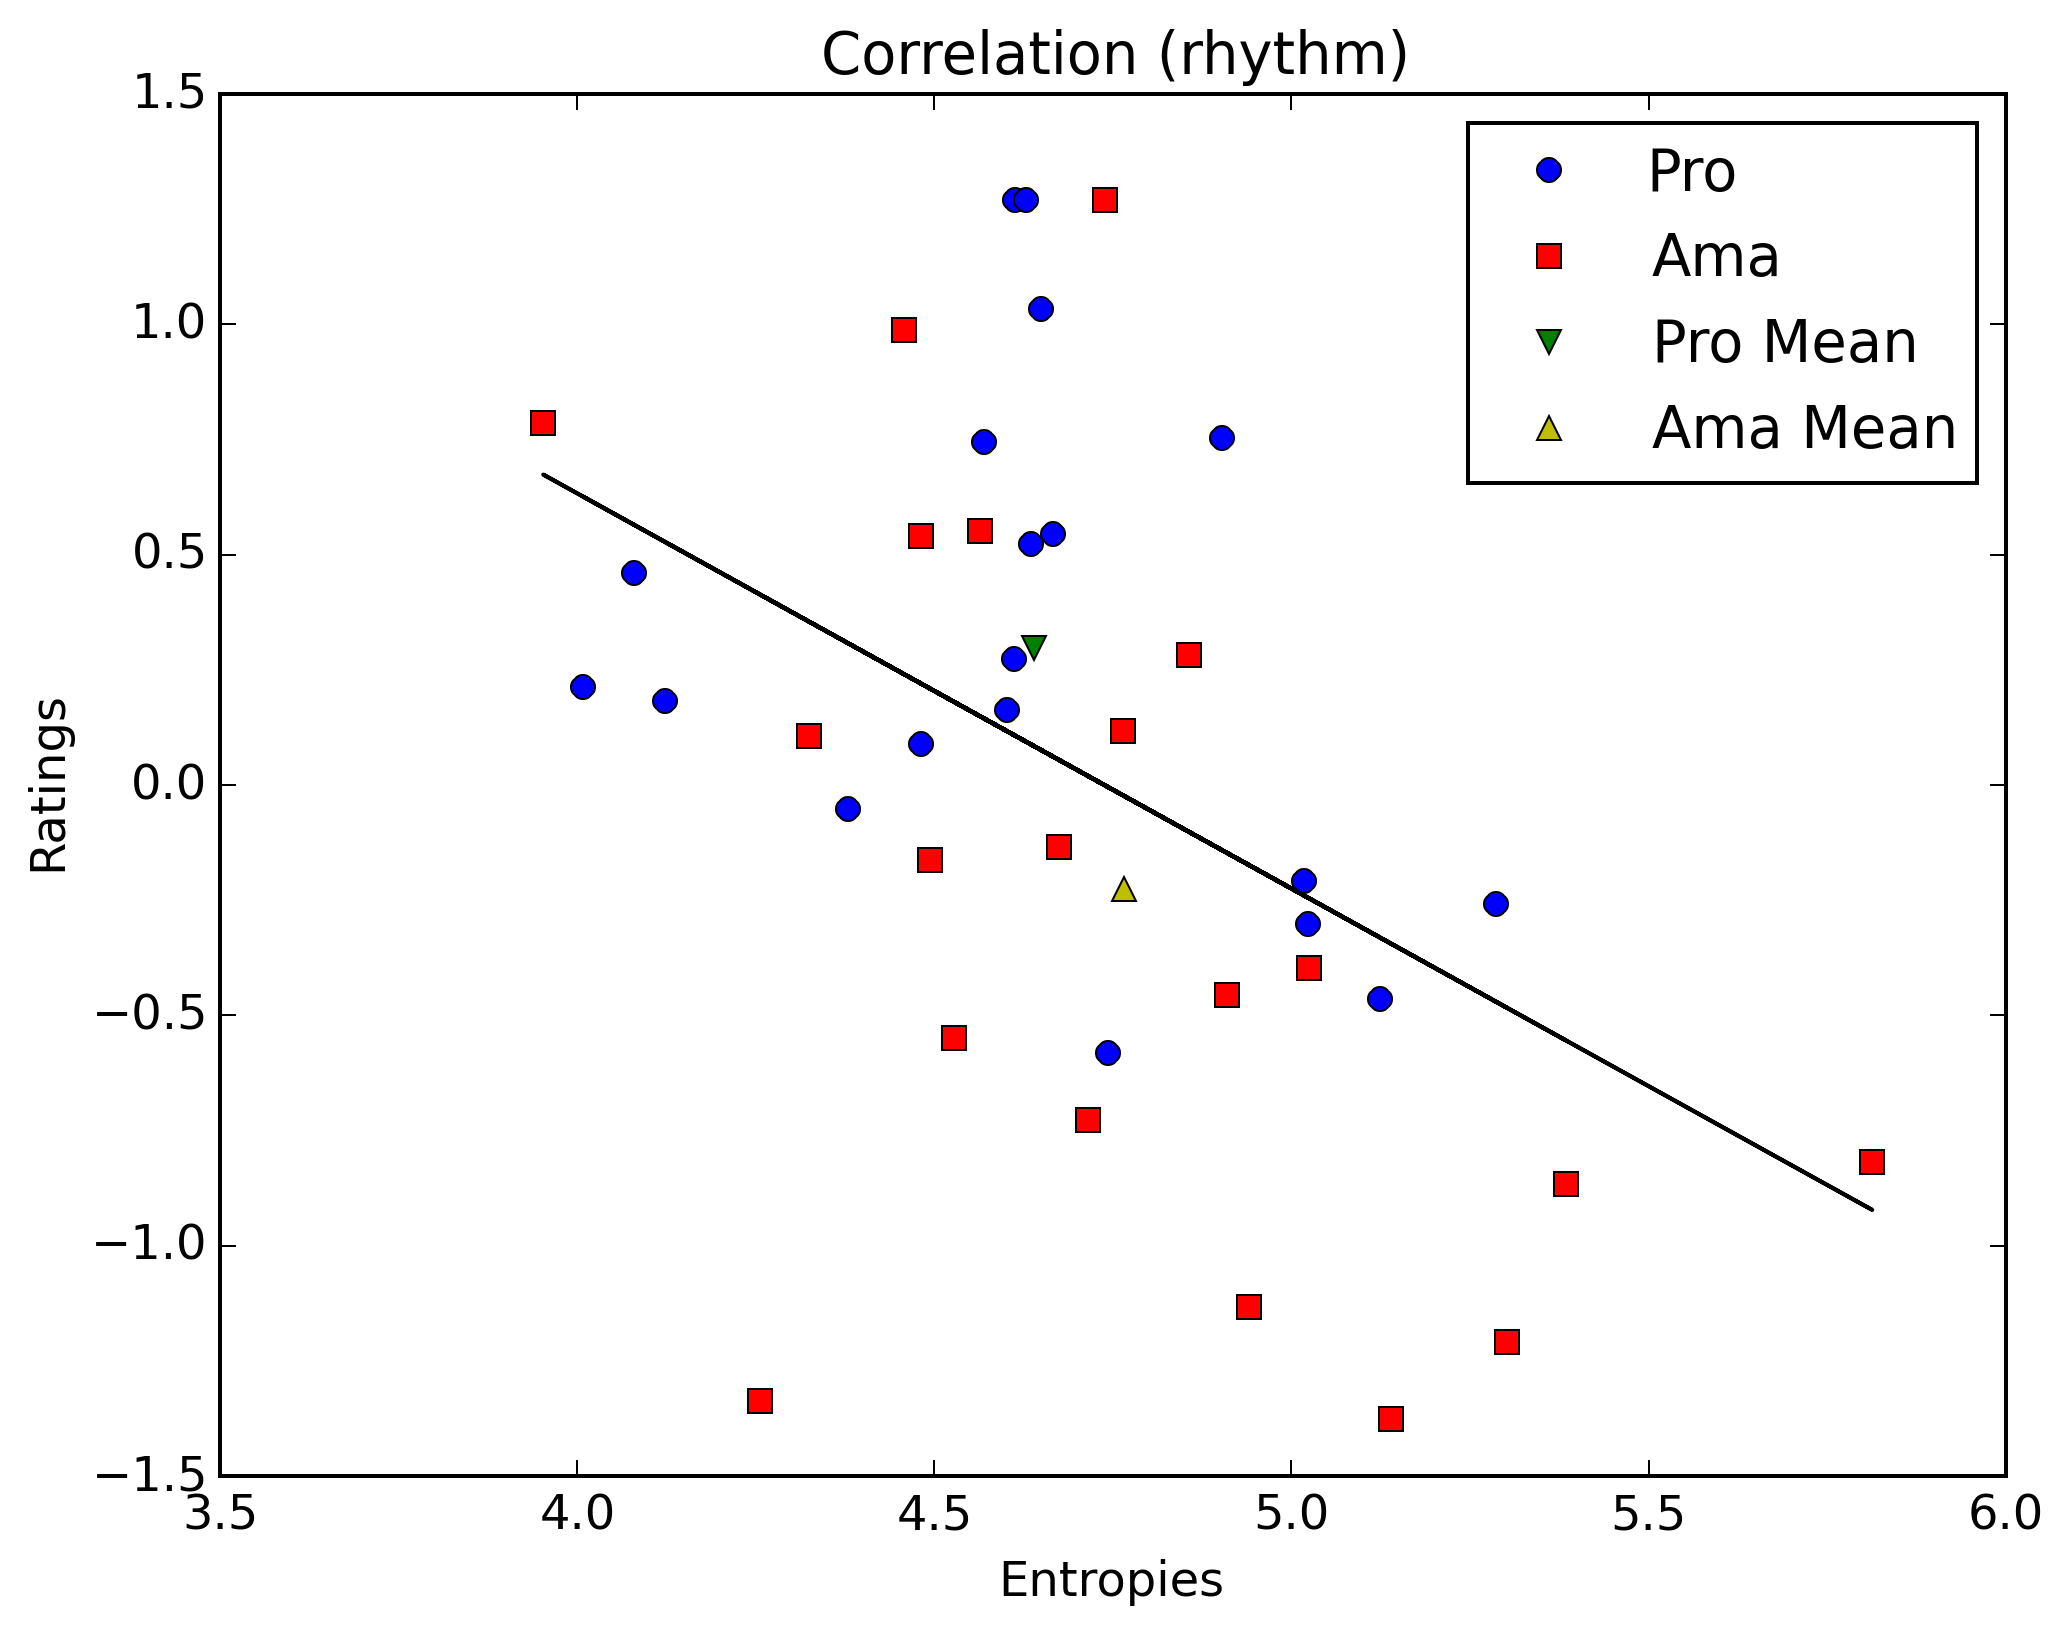 Correlation (rhythm)
1.5
1.0
0.5
0.0
−0.5
−1.0
−1.5
Ratings
Pro
Ama
Pro Mean
Ama Mean
3.5 4.0 4.5 5.0 5.5 6.0
Entropies